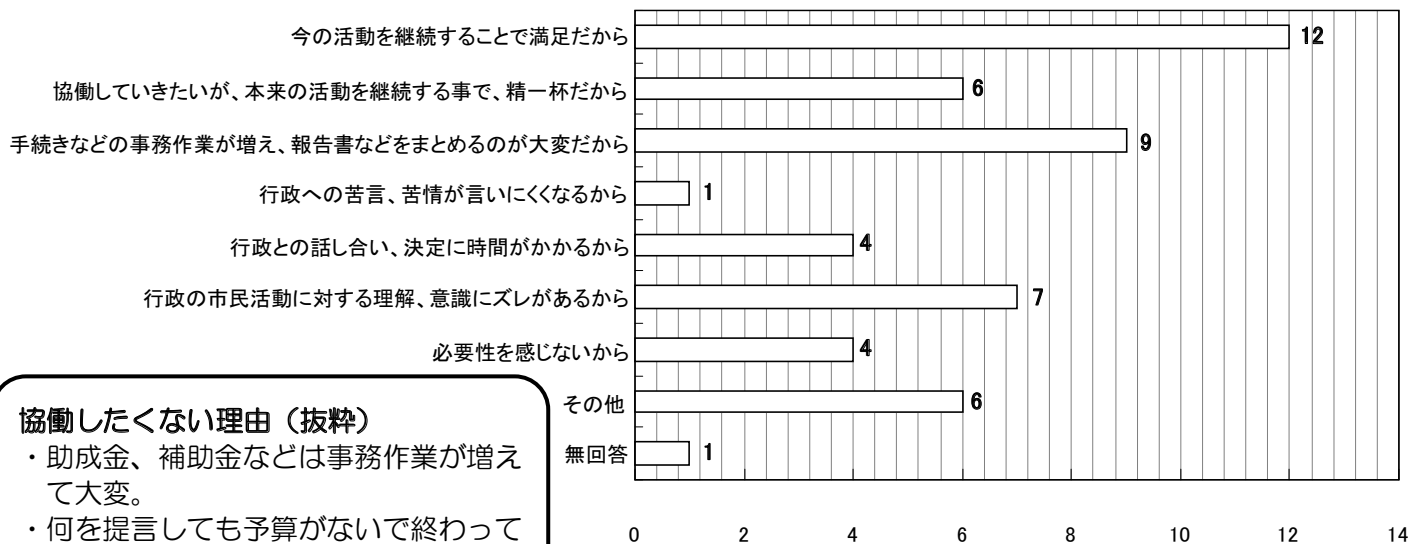 今の活動を継続することで満足だから 12
協働していきたいが、本来の活動を継続する事で、精一杯だから 6
手続きなどの事務作業が増え、報告書などをまとめるのが大変だから 9
行政への苦言、苦情が言いにくくなるから 1
行政との話し合い、決定に時間がかかるから 4
行政の市民活動に対する理解、意識にズレがあるから 7
必要性を感じないから 4
その他 6
無回答 1
0 2 4 6 8 10 12 14
協働したくない理由（抜粋）
・助成金、補助金などは事務作業が増え
て大変。
・何を提言しても予算がないで終わって